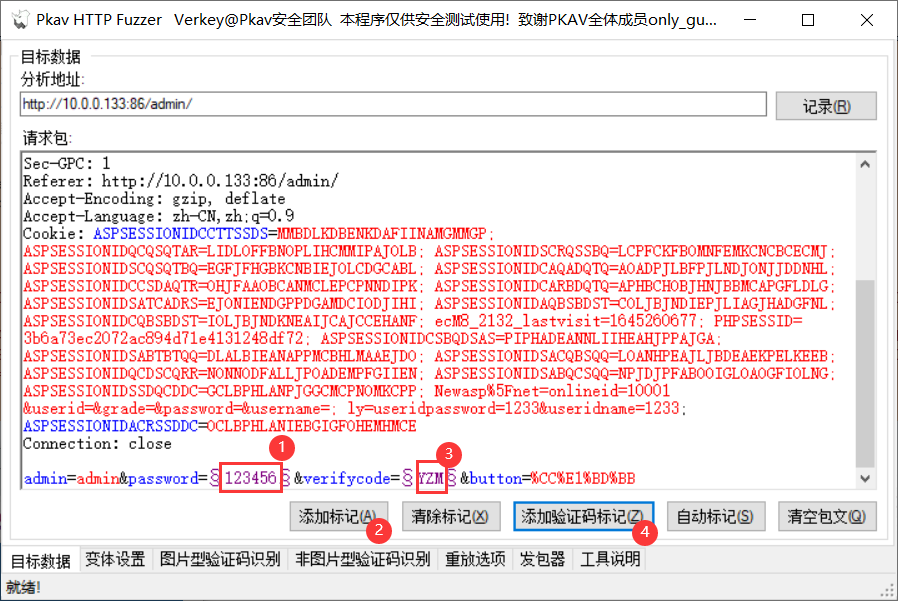 Pkav HTTP Fuzzer Verkey@Pkav安全团队 本程序仅供安全测试使用! 致谢PKAV全体成员only_gu...
目标数据
分析地址:
http://10.0.0.133:86/admin/
记录(R)
请求包:
Sec-GPC: 1
Referer: http://10.0.0.133:86/admin/
Accept-Encoding: gzip, deflate
Accept-Language: zh-CN,zh;q=0.9
Cookie: ASPSESSIONIDCCTTSSDS=MMBDLKDBENKDAFIINAMGMMGP;
ASPSESSIONIDQCQSQTAR=LIDLOFFBNOPLIHCMMIPAJOLB; ASPSESSIONIDSCRQSSBQ=LCPFCKFBOMNFEMKCNCBCECMJ;
ASPSESSIONIDSCQSQTBQ=EGFJFHGBKCNBIEJOLCDGCABL; ASPSESSIONIDCAQADQTQ=AOADPJLBFPJLNDJONJJDDNHL;
ASPSESSIONIDCCSDAQTR=OHJFAAOBCANMCLEPCPNNDIPK; ASPSESSIONIDCARBDQTQ=APHBCHOBJHNJBBMCAPGFLDLG;
ASPSESSIONIDSATCADRS=EJONIENDGPPDGAMDCIODJIHI; ASPSESSIONIDAQBSBDST=COLJBJNDIEPJLIAGJHADGFNL;
ASPSESSIONIDCQBSBDST=IOLJBJNDKNEAIJCAJCCEHANF; ecM8_2132_lastvisit=1645260677; PHPSESSID=
3b6a73ec2072ac894d71e4131248df72; ASPSESSIONIDCSBQDSAS=PIPHADEANNLIIHEAHJPPAJGA;
ASPSESSIONIDSABTBTQQ=DLALBIEANAPPMCBHLMAAEJDO; ASPSESSIONIDSACQBSQQ=LOANHPEAJLJBDEAEKPELKEEB;
ASPSESSIONIDQCDSCQRR=NONNODFALLJPOADEMPFGIIEN; ASPSESSIONIDSABQCSQQ=NPJDJPFABOOIGLOAOGFIOLNG;
ASPSESSIONIDSSDQCDDC=GCLBPHLANPJGGCMCPNOMKCPP; Newasp%5Fnet=onlineid=10001
&userid=&grade=&password=&username=; ly=useridpassword=1233&useridname=1233;
ASPSESSIONIDACRSSDDC=OCLBPHLANIEBGIGFOHEMHMCE
Connection: close
1
3
admin=admin&password=§123456§&verifycode=§YZM§&button=%CC%E1%BD%BB
添加标记(A) 清除标记(X) 添加验证码标记(Z) 自动标记(S) 清空包文(Q)
2
4
目标数据 变体设置 图片型验证码识别 非图片型验证码识别 重放选项 发包器 工具说明
就绪!